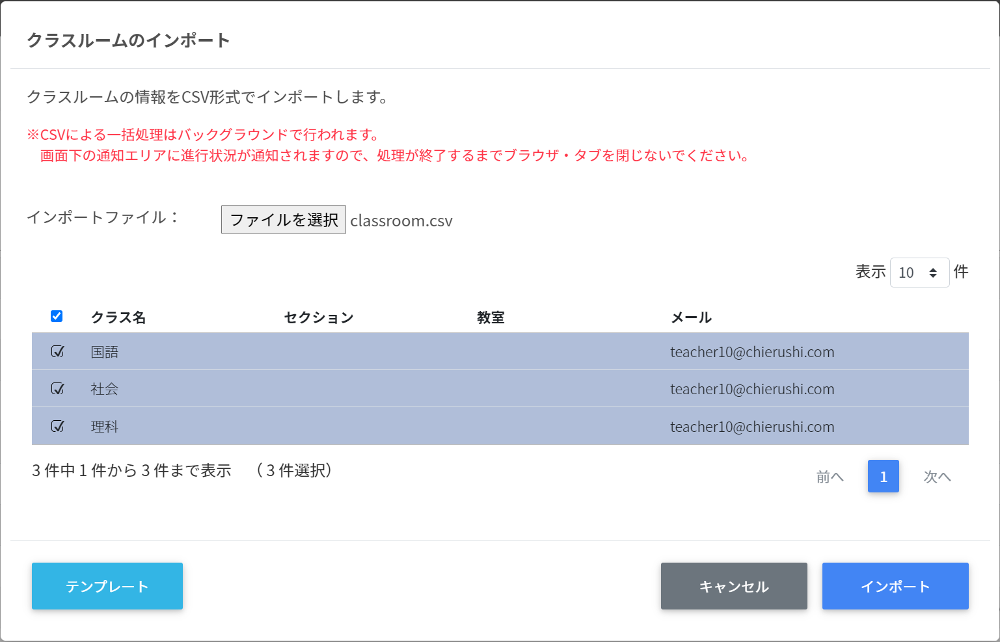 クラスルームのインポート
クラスルームの情報をCSV形式でインポートします。
※CSVによる一括処理はバックグラウンドで行われます。
画面下の通知エリアに進行状況が通知されますので、処理が終了するまでブラウザ・タブを閉じないでください。
インポートファイル： ファイルを選択 classroom.csv
表示 10 件
クラス名 セクション 教室 メール
国語 teacher10@chierushi.com
社会 teacher10@chierushi.com
理科 teacher10@chierushi.com
3 件中 1 件から 3 件まで表示 （ 3 件選択）
前へ 1 次へ
テンプレート キャンセル インポート